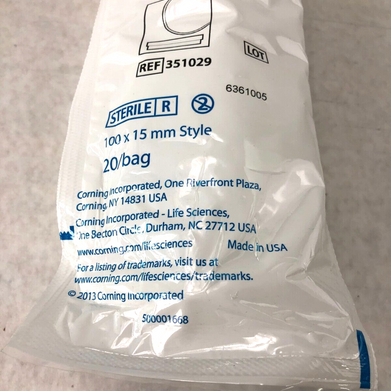 REF 351029
LOT
6361005
STERILE R 2
100 x 15 mm Style
20/bag
Corning Incorporated, One Riverfront Plaza,
Corning, NY 14831 USA
Corning Incorporated - Life Sciences,
One Becton Circle, Durham, NC 27712 USA
www.corning.com/lifesciences Made in USA
For a listing of trademarks, visit us at
www.corning.com/lifesciences/trademarks.
© 2013 Corning Incorporated
500001668